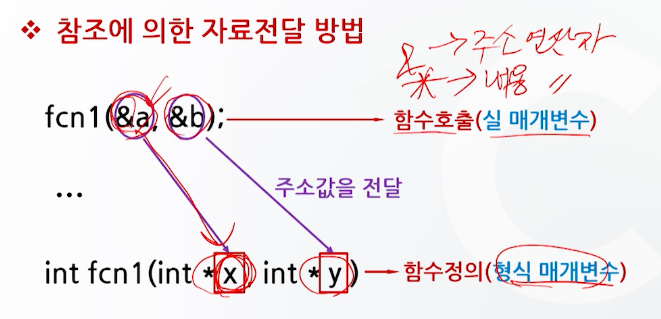 ❖ 참조에 의한 자료전달 방법
& → 주소 연산자
* → 내용 〃
fcn1(&a, &b); 함수호출(실 매개변수)
주소값을 전달
...
int fcn1(int *x, int *y) 함수정의(형식 매개변수)